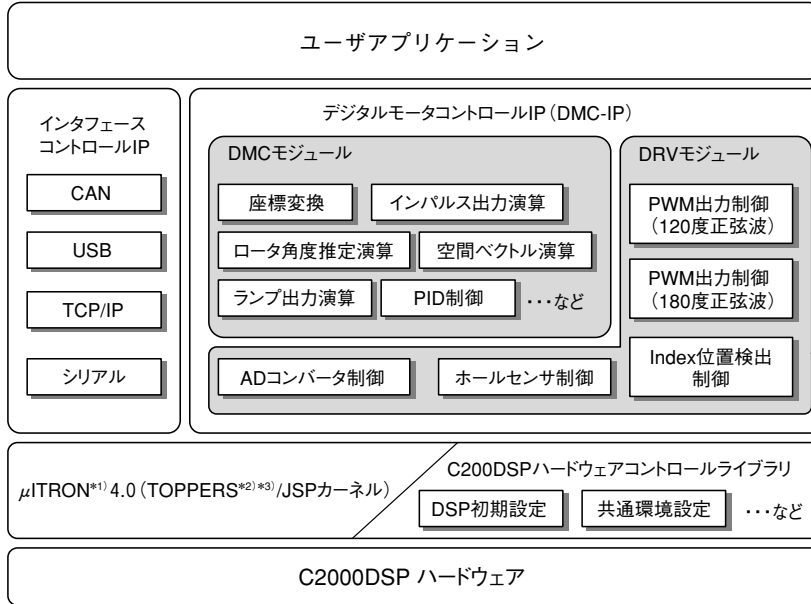 ユーザアプリケーション
インタフェース
コントロールIP
CAN
USB
TCP/IP
シリアル
デジタルモータコントロールIP（DMC-IP）
DMCモジュール
座標変換
インパルス出力演算
ロータ角度推定演算
空間ベクトル演算
ランプ出力演算
PID制御
･･･など
DRVモジュール
PWM出力制御
（120度正弦波）
PWM出力制御
（180度正弦波）
Index位置検出
制御
ADコンバータ制御
ホールセンサ制御
μITRON*1）4.0（TOPPERS*2）*3）/JSPカーネル）
C200DSPハードウェアコントロールライブラリ
DSP初期設定
共通環境設定
･･･など
C2000DSP ハードウェア